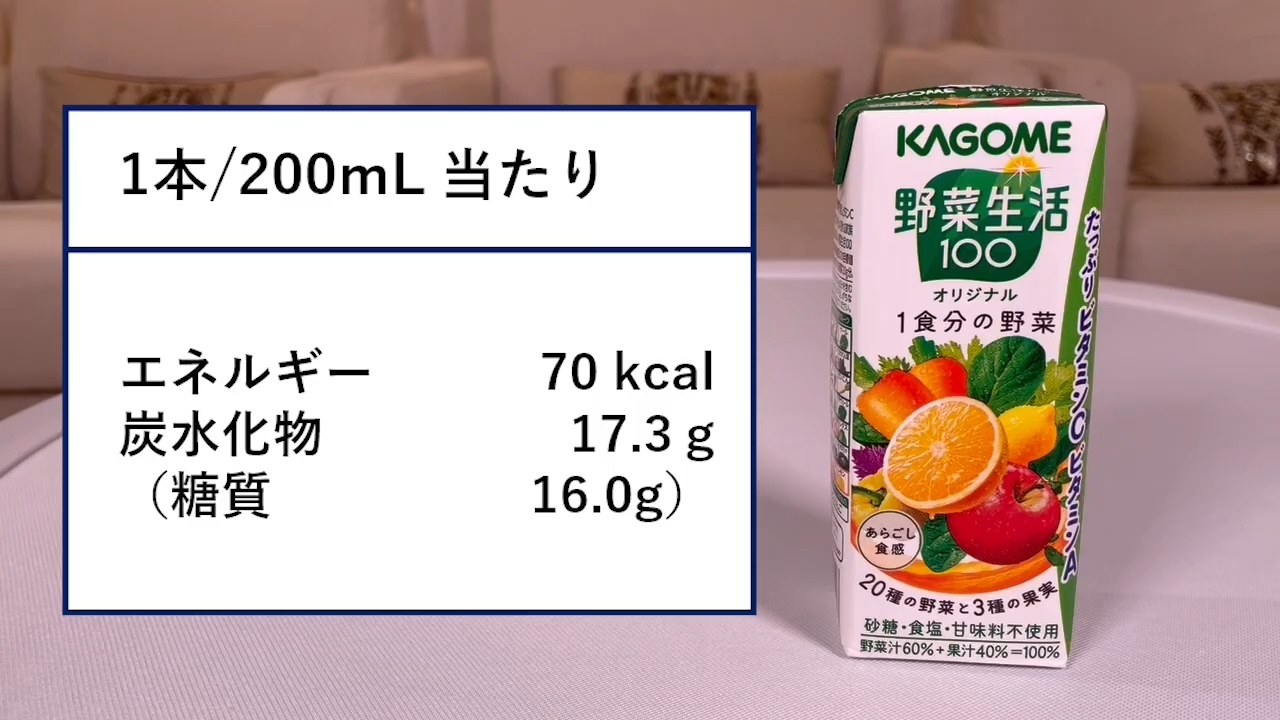 1本/200mL 当たり
エネルギー 70 kcal
炭水化物 17.3 g
（糖質 16.0g）
KAGOME
野菜生活
100
オリジナル
1食分の野菜
たっぷりビタミンCビタミンA
あらごし
食感
20種の野菜と3種の果実
砂糖・食塩・甘味料不使用
野菜汁60%+果汁40%=100%